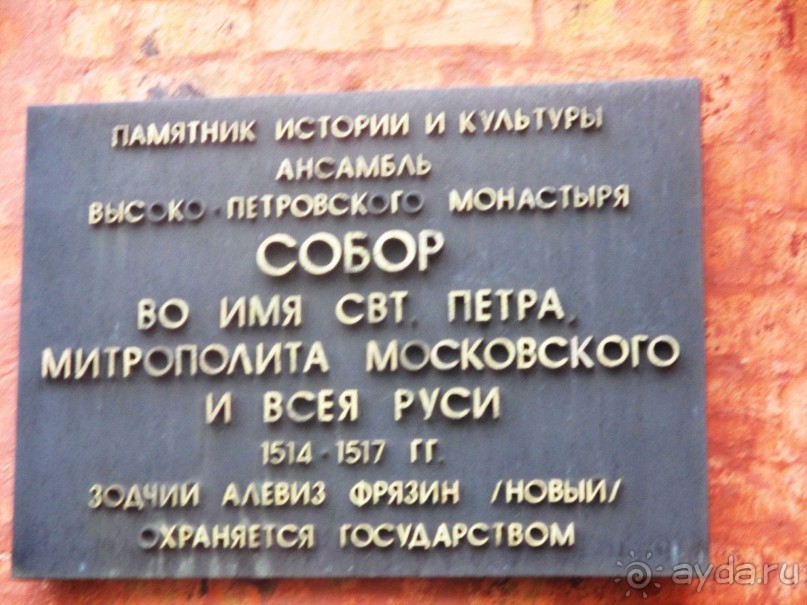 ПАМЯТНИК ИСТОРИИ И КУЛЬТУРЫ
АНСАМБЛЬ
ВЫСОКО-ПЕТРОВСКОГО МОНАСТЫРЯ
СОБОР
ВО ИМЯ СВТ. ПЕТРА,
МИТРОПОЛИТА МОСКОВСКОГО
И ВСЕЯ РУСИ
1514-1517 ГГ.
ЗОДЧИЙ АЛЕВИЗ ФРЯЗИН /НОВЫЙ/
ОХРАНЯЕТСЯ ГОСУДАРСТВОМ
ayda.ru